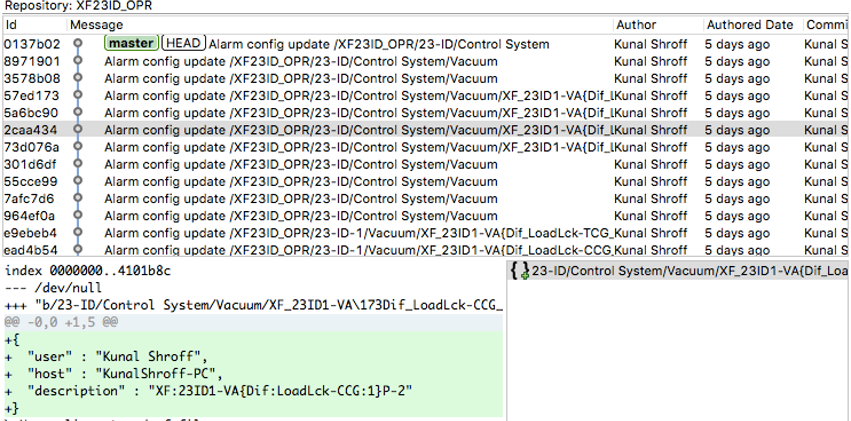 Repository: XF23ID_OPR
Id Message Author Authored Date Commi
0137b02 master HEAD Alarm config update /XF23ID_OPR/23-ID/Control System Kunal Shroff 5 days ago Kunal S
8971901 Alarm config update /XF23ID_OPR/23-ID/Control System/Vacuum Kunal Shroff 5 days ago Kunal S
3578b08 Alarm config update /XF23ID_OPR/23-ID/Control System/Vacuum Kunal Shroff 5 days ago Kunal S
57ed173 Alarm config update /XF23ID_OPR/23-ID/Control System/Vacuum/XF_23ID1-VA{Dif_L Kunal Shroff 5 days ago Kunal S
5a6bc90 Alarm config update /XF23ID_OPR/23-ID/Control System/Vacuum/XF_23ID1-VA{Dif_L Kunal Shroff 5 days ago Kunal S
2caa434 Alarm config update /XF23ID_OPR/23-ID/Control System/Vacuum/XF_23ID1-VA{Dif_L Kunal Shroff 5 days ago Kunal S
73d076a Alarm config update /XF23ID_OPR/23-ID/Control System/Vacuum/XF_23ID1-VA{Dif_L Kunal Shroff 5 days ago Kunal S
301d6df Alarm config update /XF23ID_OPR/23-ID/Control System/Vacuum Kunal Shroff 5 days ago Kunal S
55cce99 Alarm config update /XF23ID_OPR/23-ID/Control System/Vacuum Kunal Shroff 5 days ago Kunal S
7afc7d6 Alarm config update /XF23ID_OPR/23-ID/Control System/Vacuum Kunal Shroff 5 days ago Kunal S
964ef0a Alarm config update /XF23ID_OPR/23-ID/Control System/Vacuum Kunal Shroff 5 days ago Kunal S
e9ebeb4 Alarm config update /XF23ID_OPR/23-ID-1/Vacuum/XF_23ID1-VA{Dif_LoadLck-TCG_ Kunal Shroff 5 days ago Kunal S
ead4b54 Alarm config update /XF23ID_OPR/23-ID-1/Vacuum/XF_23ID1-VA{Dif_LoadLck-CCG_ Kunal Shroff 5 days ago Kunal S
index 0000000..4101b8c
--- /dev/null
+++ "b/23-ID/Control System/Vacuum/XF_23ID1-VA\173Dif_LoadLck-CCG_
@@ -0,0 +1,5 @@
+{
+ "user" : "Kunal Shroff",
+ "host" : "KunalShroff-PC",
+ "description" : "XF:23ID1-VA{Dif:LoadLck-CCG:1}P-2"
+}
23-ID/Control System/Vacuum/XF_23ID1-VA{Dif_Loa